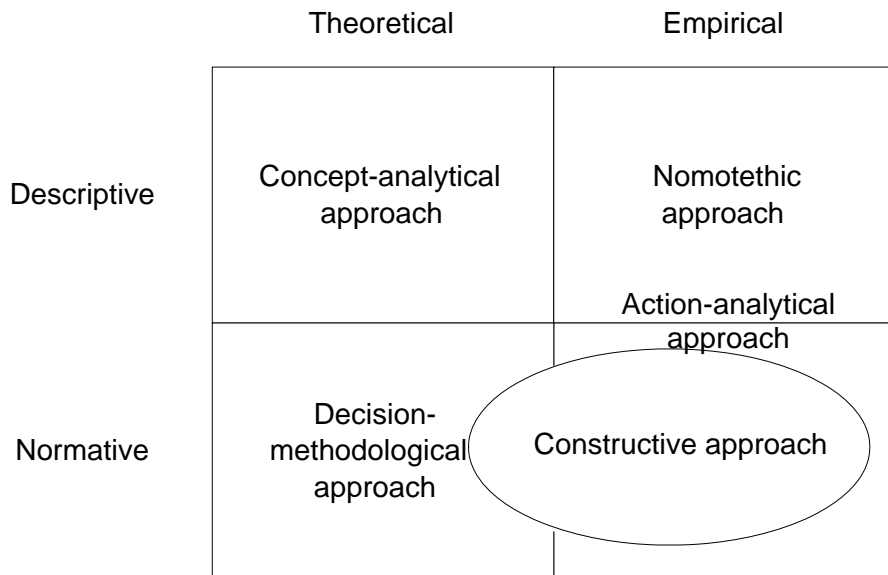 Theoretical
Empirical
Descriptive
Concept-analytical
approach
Nomotethic
approach
Action-analytical
approach
Normative
Decision-
methodological
approach
Constructive approach